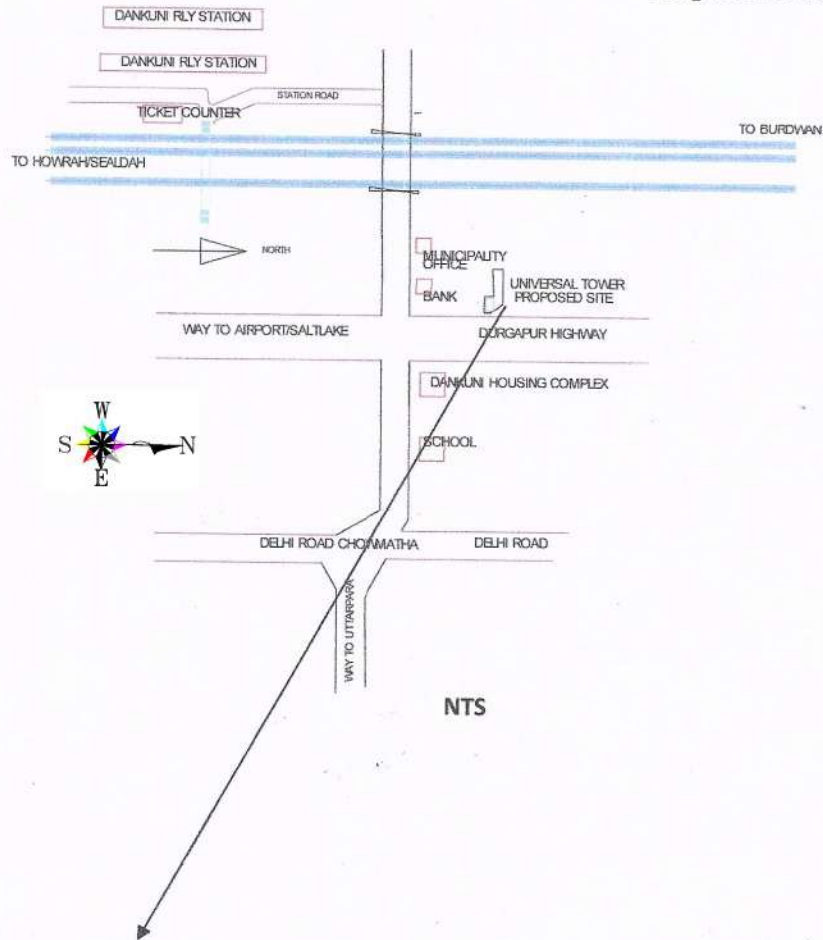 DANKUNI RLY STATION
DANKUNI RLY STATION
STATION ROAD
TICKET COUNTER
TO BURDWAN
TO HOWRAH/SEALDAH
NORTH
MUNICIPALITY
OFFICE
BANK
UNIVERSAL TOWER
PROPOSED SITE
WAY TO AIRPORT/SALTLAKE
DURGAPUR HIGHWAY
DANKUNI HOUSING COMPLEX
W
S
N
E
SCHOOL
DELHI ROAD CHOWMATHA
DELHI ROAD
WAY TO UTTARPARA
NTS